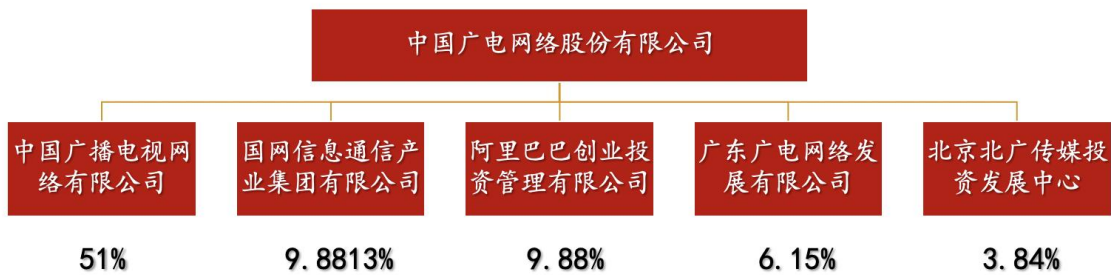 中国广电网络股份有限公司
中国广播电视网
络有限公司
国网信息通信产
业集团有限公司
阿里巴巴创业投
资管理有限公司
广东广电网络发
展有限公司
北京北广传媒投
资发展中心
51%
9.8813%
9.88%
6.15%
3.84%